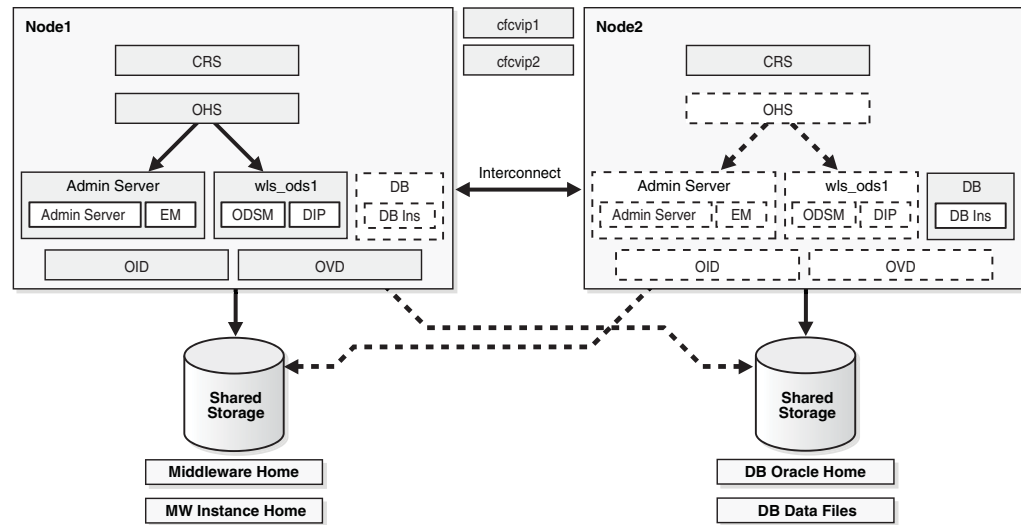 Node1
CRS
OHS
Admin Server
Admin Server
EM
wls_ods1
ODSM
DIP
DB
DB Ins
OID
OVD
cfcvip1
cfcvip2
Interconnect
Node2
CRS
OHS
Admin Server
Admin Server
EM
wls_ods1
ODSM
DIP
DB
DB Ins
OID
OVD
Shared
Storage
Middleware Home
MW Instance Home
Shared
Storage
DB Oracle Home
DB Data Files